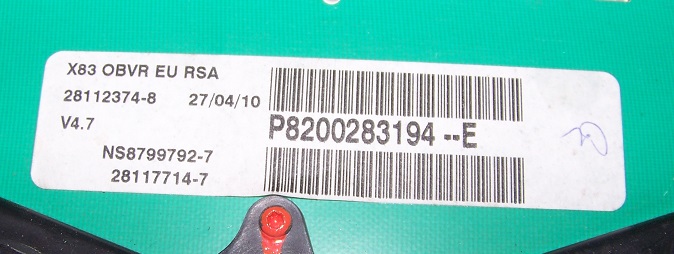 X83 OBVR EU RSA
28112374-8 27/04/10
V4.7
P8200283194 --E
NS8799792-7
28117714-7